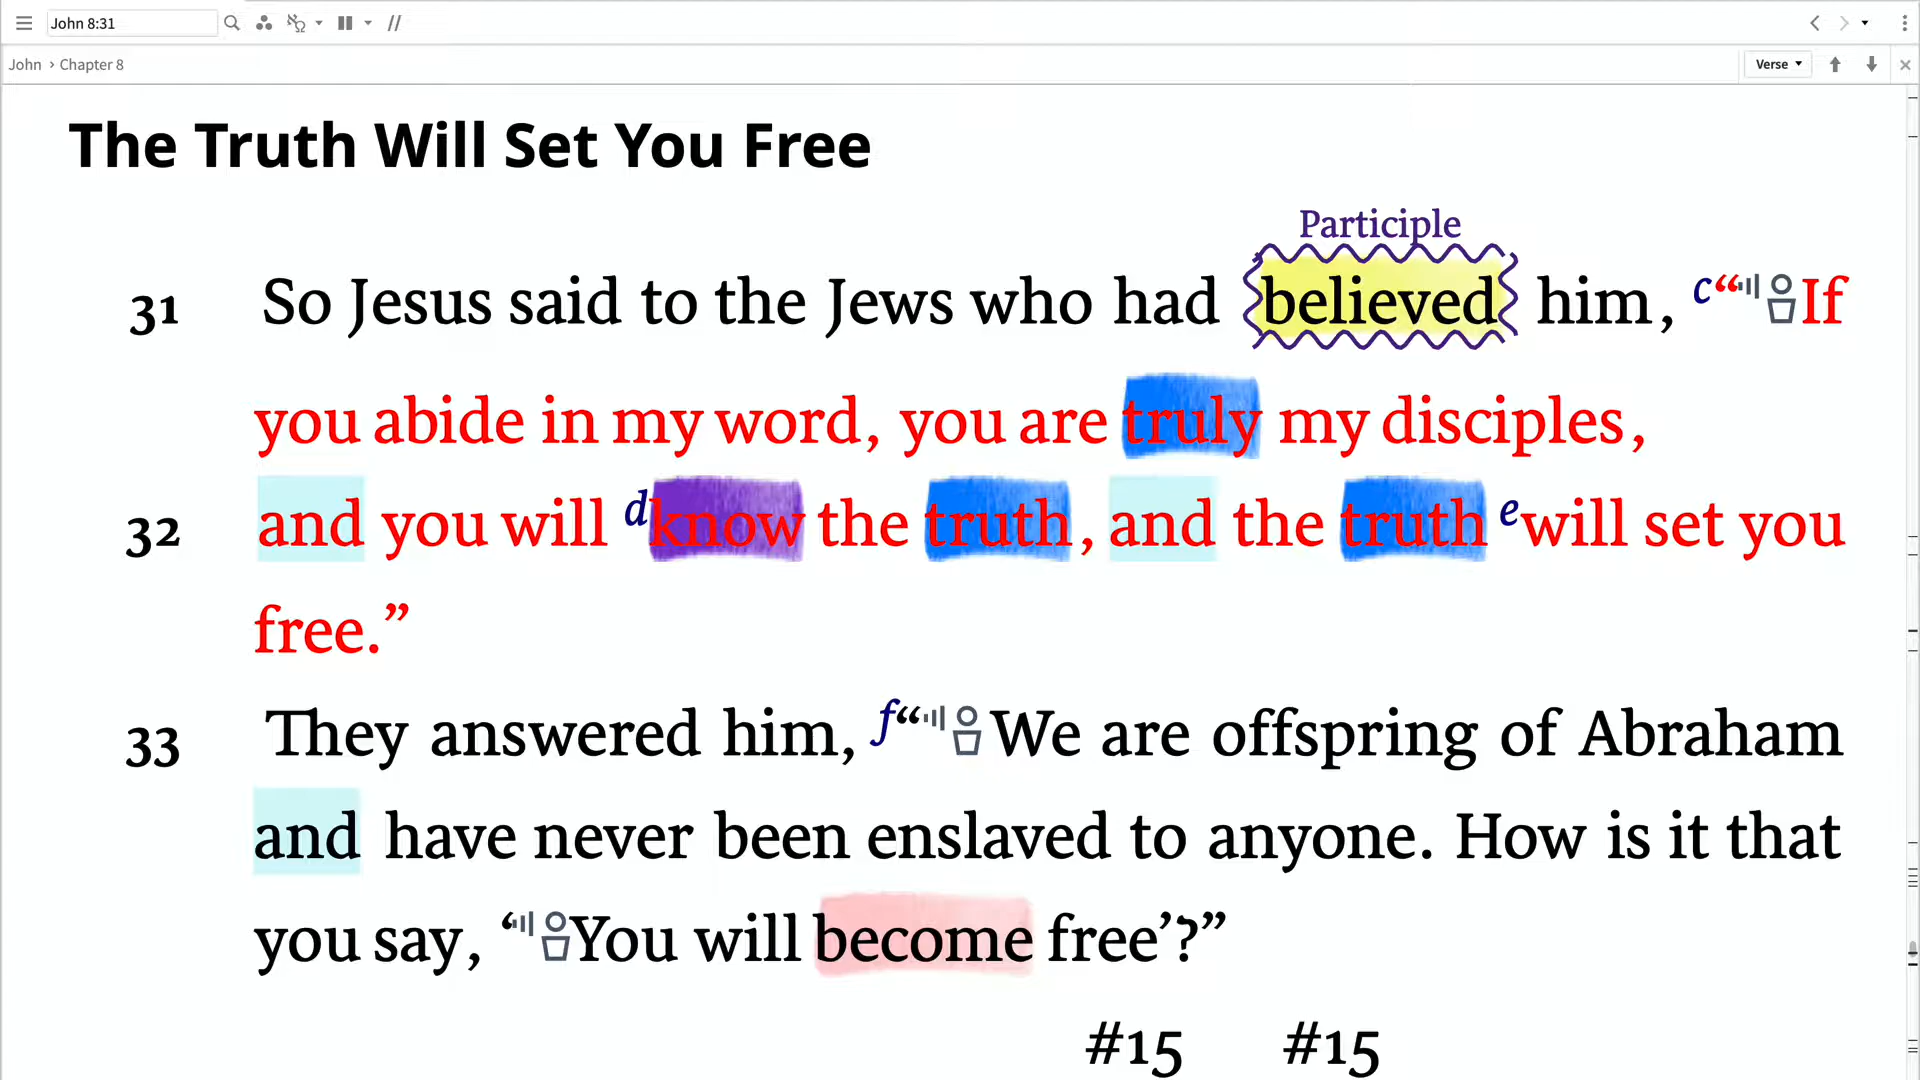 John 8:31
John › Chapter 8
Verse
The Truth Will Set You Free
Participle
31 So Jesus said to the Jews who had believed him, c“If
you abide in my word, you are truly my disciples,
32 and you will dknow the truth, and the truth ewill set you
free.”
33 They answered him, f“We are offspring of Abraham
and have never been enslaved to anyone. How is it that
you say, ‘You will become free’?”
#15 #15